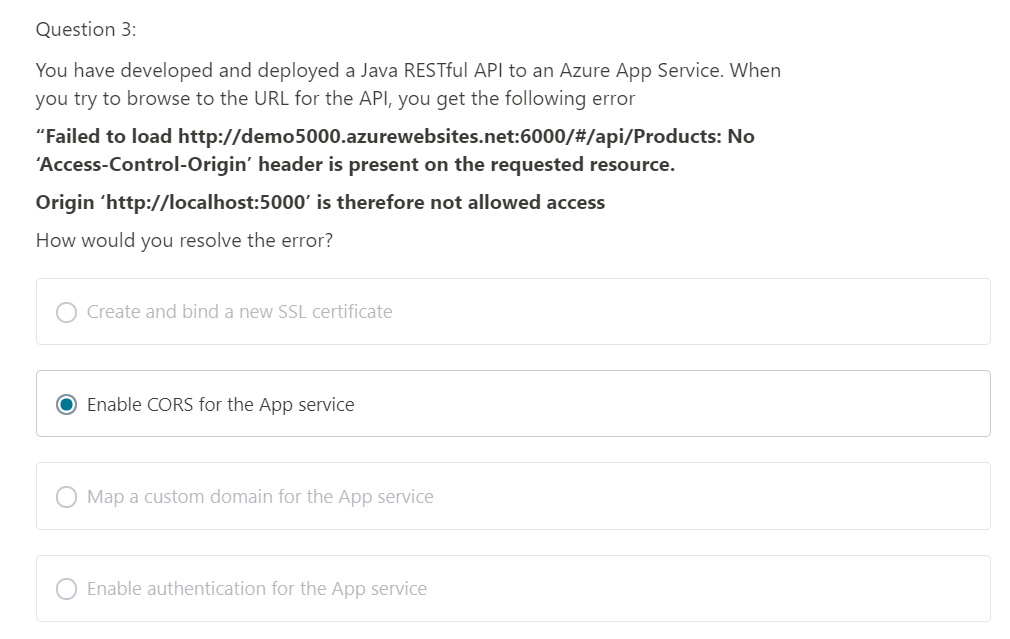 Question 3:
You have developed and deployed a Java RESTful API to an Azure App Service. When
you try to browse to the URL for the API, you get the following error
“Failed to load http://demo5000.azurewebsites.net:6000/#/api/Products: No
‘Access-Control-Origin’ header is present on the requested resource.
Origin ‘http://localhost:5000’ is therefore not allowed access
How would you resolve the error?
Create and bind a new SSL certificate
Enable CORS for the App service
Map a custom domain for the App service
Enable authentication for the App service